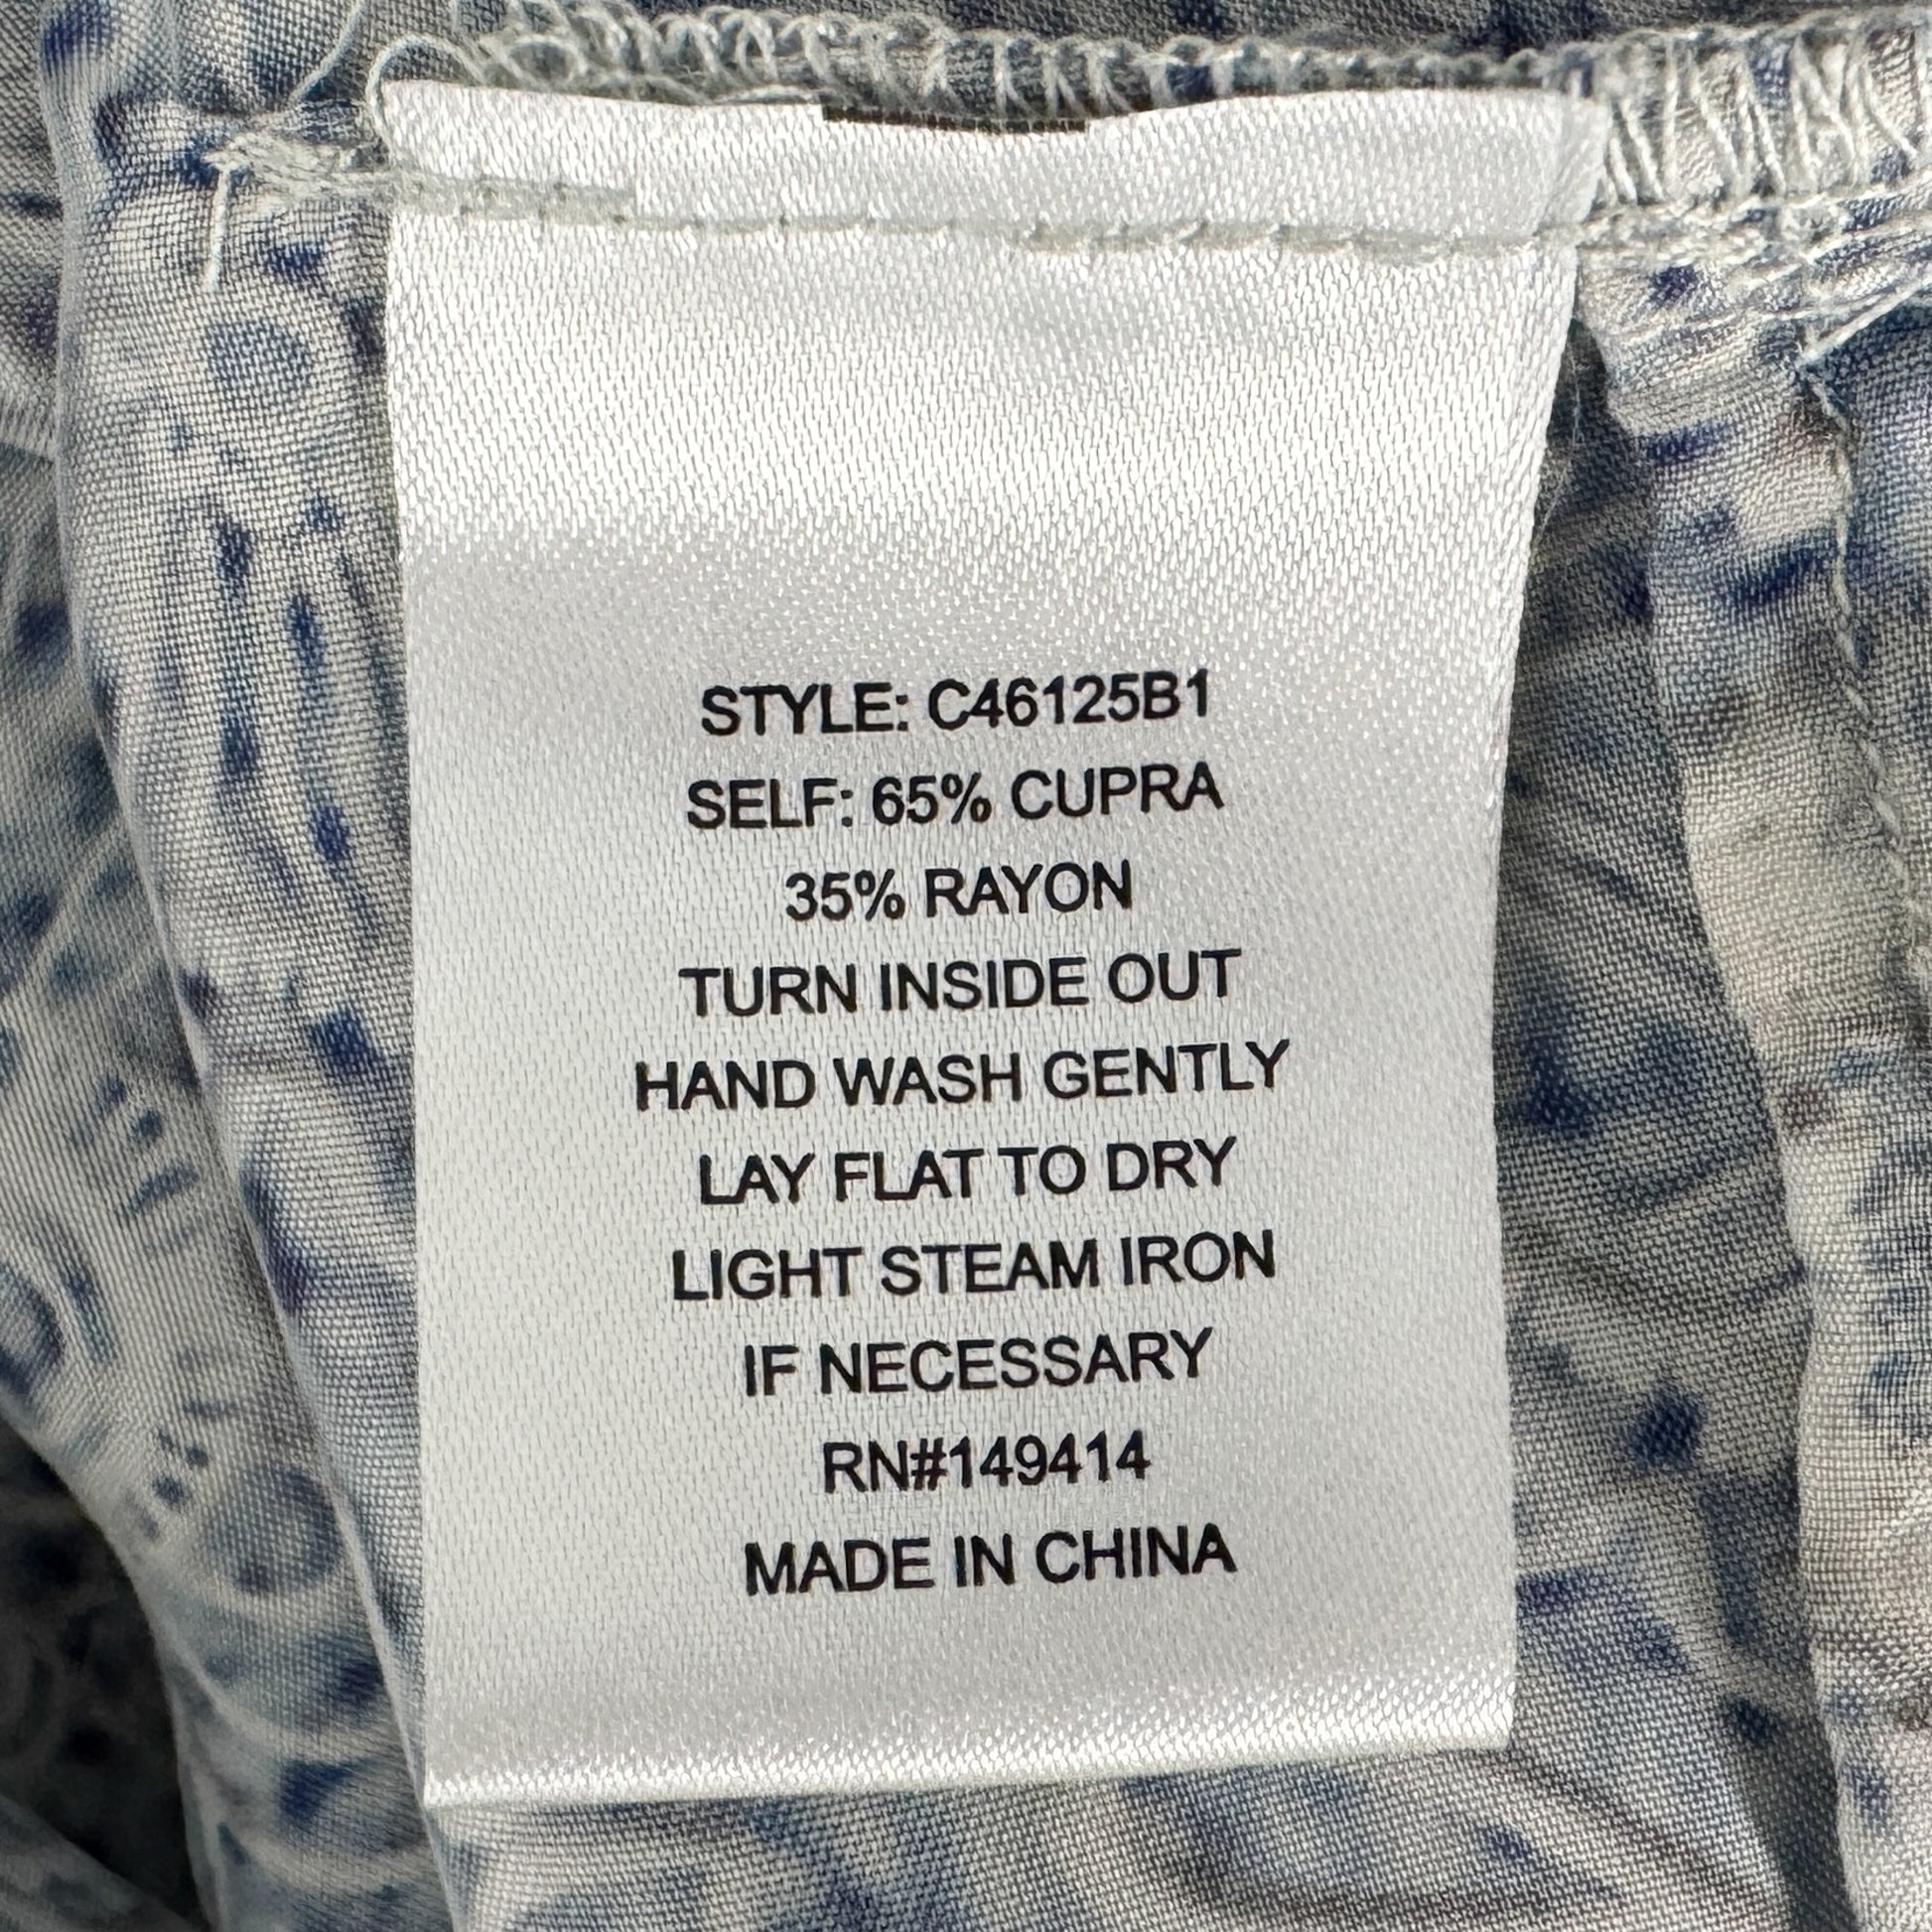 STYLE: C46125B1
SELF: 65% CUPRA
35% RAYON
TURN INSIDE OUT
HAND WASH GENTLY
LAY FLAT TO DRY
LIGHT STEAM IRON
IF NECESSARY
RN#149414
MADE IN CHINA